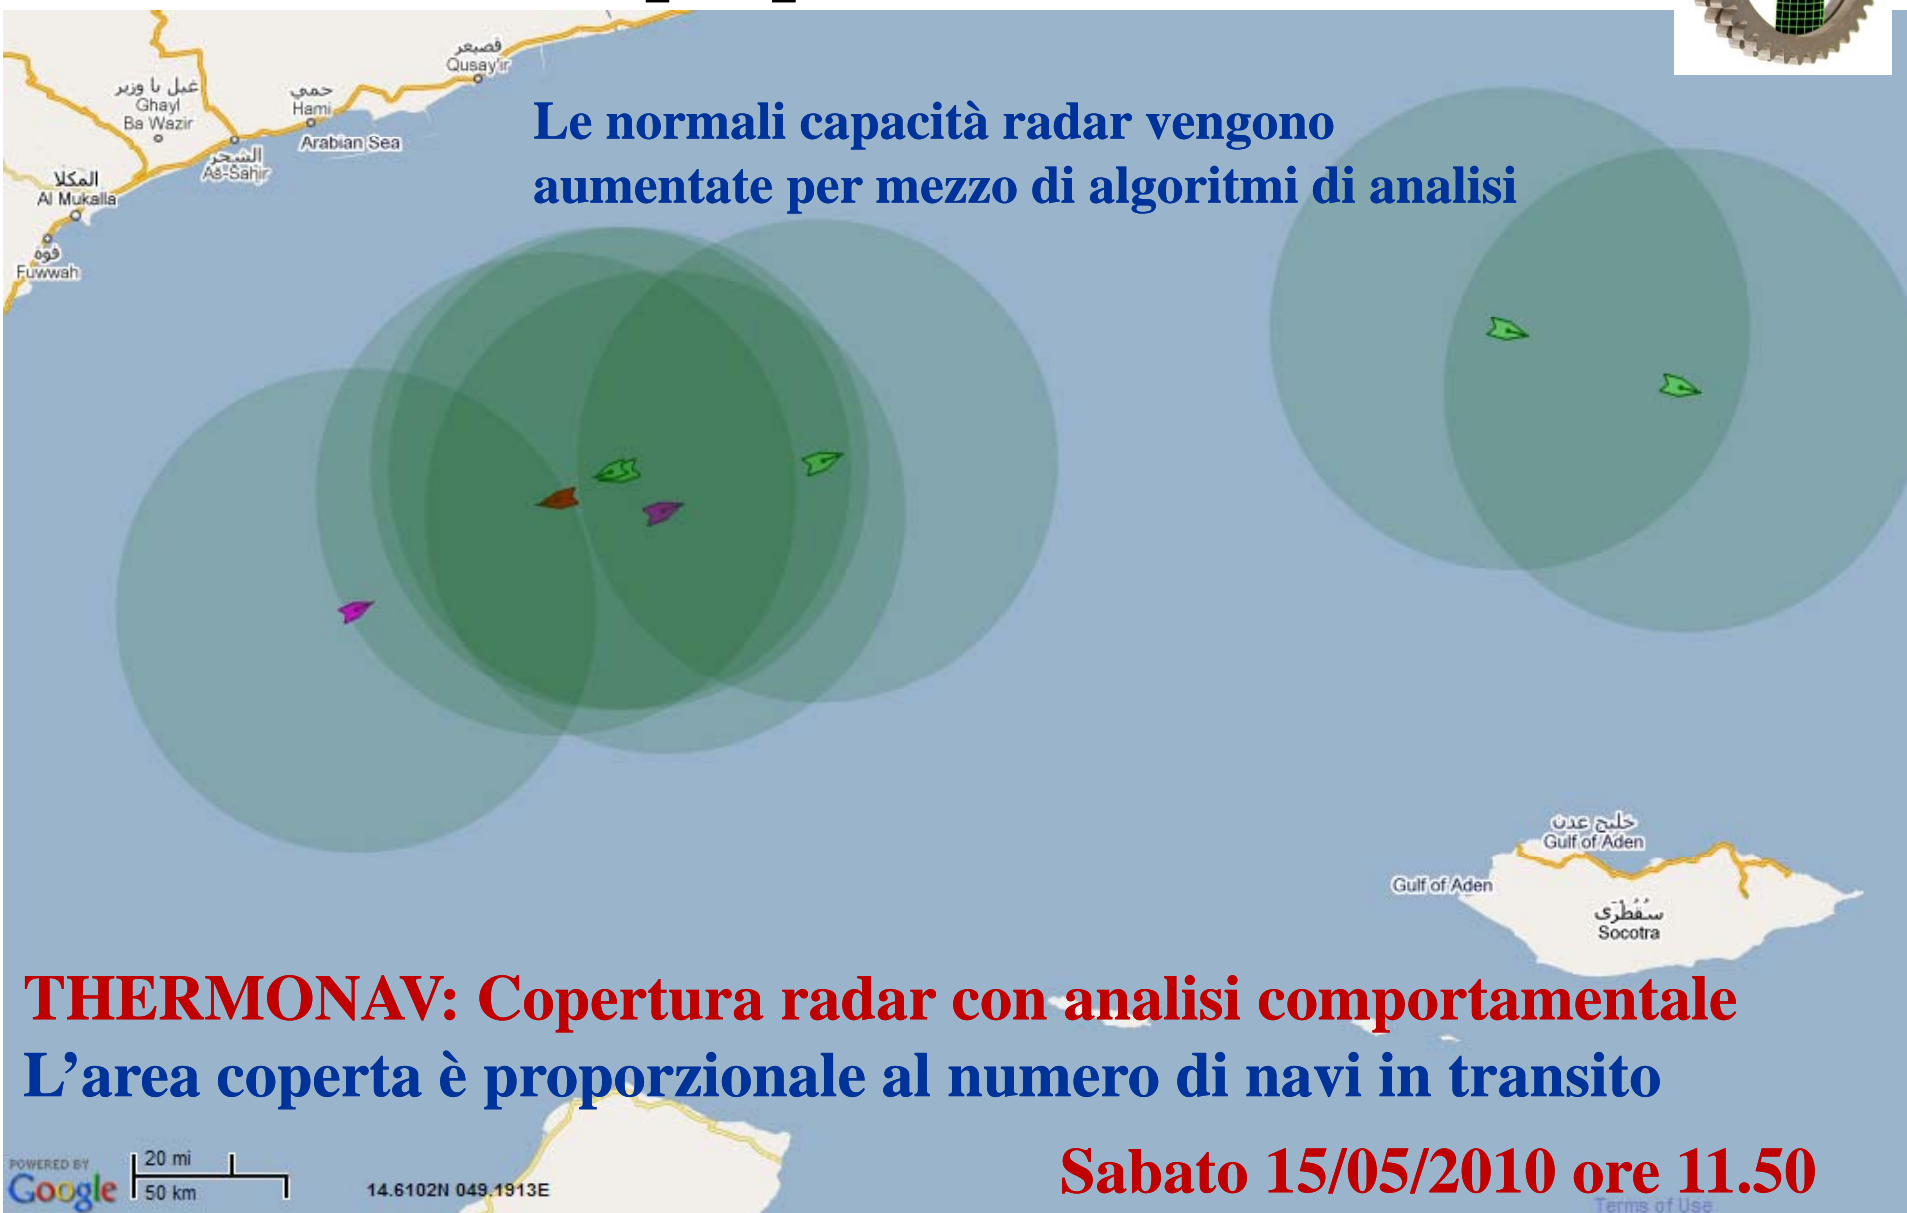 قصيعر
Qusay'ir
غيل با وزير
Ghayl
Ba Wazir
حمي
Hami
Arabian Sea
الشحر
As-Sahir
المكلا
Al Mukalla
فوة
Fuwwah
Le normali capacità radar vengono
aumentate per mezzo di algoritmi di analisi
خليج عدن
Gulf of Aden
Gulf of Aden
سُقُطْرَى
Socotra
THERMONAV: Copertura radar con analisi comportamentale
L’area coperta è proporzionale al numero di navi in transito
Sabato 15/05/2010 ore 11.50
POWERED BY
Google
20 mi
50 km
14.6102N 049.1913E
Terms of Use